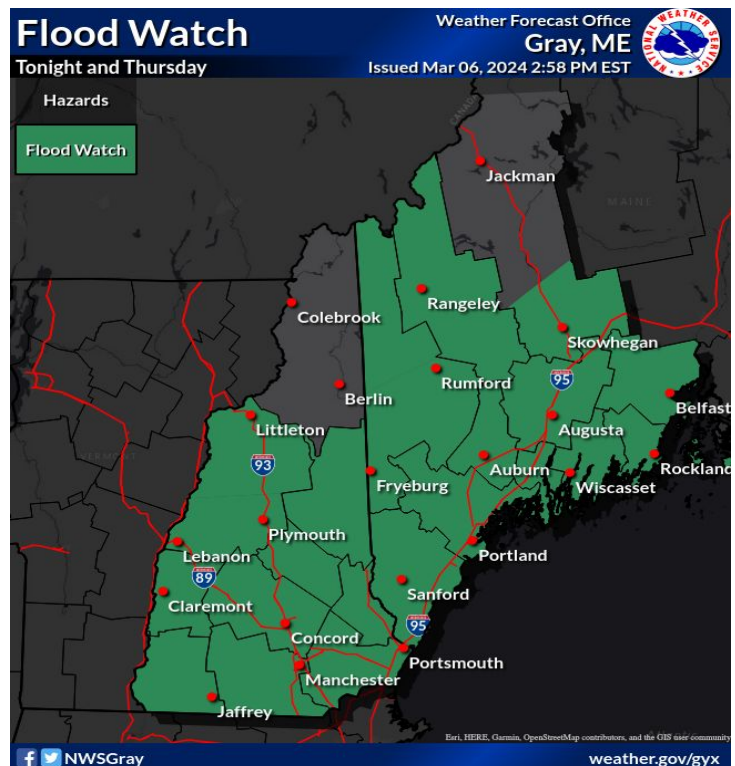 Flood Watch
Tonight and Thursday
Weather Forecast Office
Gray, ME
Issued Mar 06, 2024 2:58 PM EST
NATIONAL WEATHER SERVICE
Hazards
Flood Watch
CANADA
Jackman
MAINE
Rangeley
Colebrook
Skowhegan
Rumford
95
Berlin
Belfast
Littleton
Augusta
VERMONT
93
Auburn
Rockland
Fryeburg
Wiscasset
Plymouth
Portland
Lebanon
89
Sanford
Claremont
95
Concord
Portsmouth
Manchester
Jaffrey
Esri, HERE, Garmin, OpenStreetMap contributors, and the GIS user community
NWSGray
weather.gov/gyx